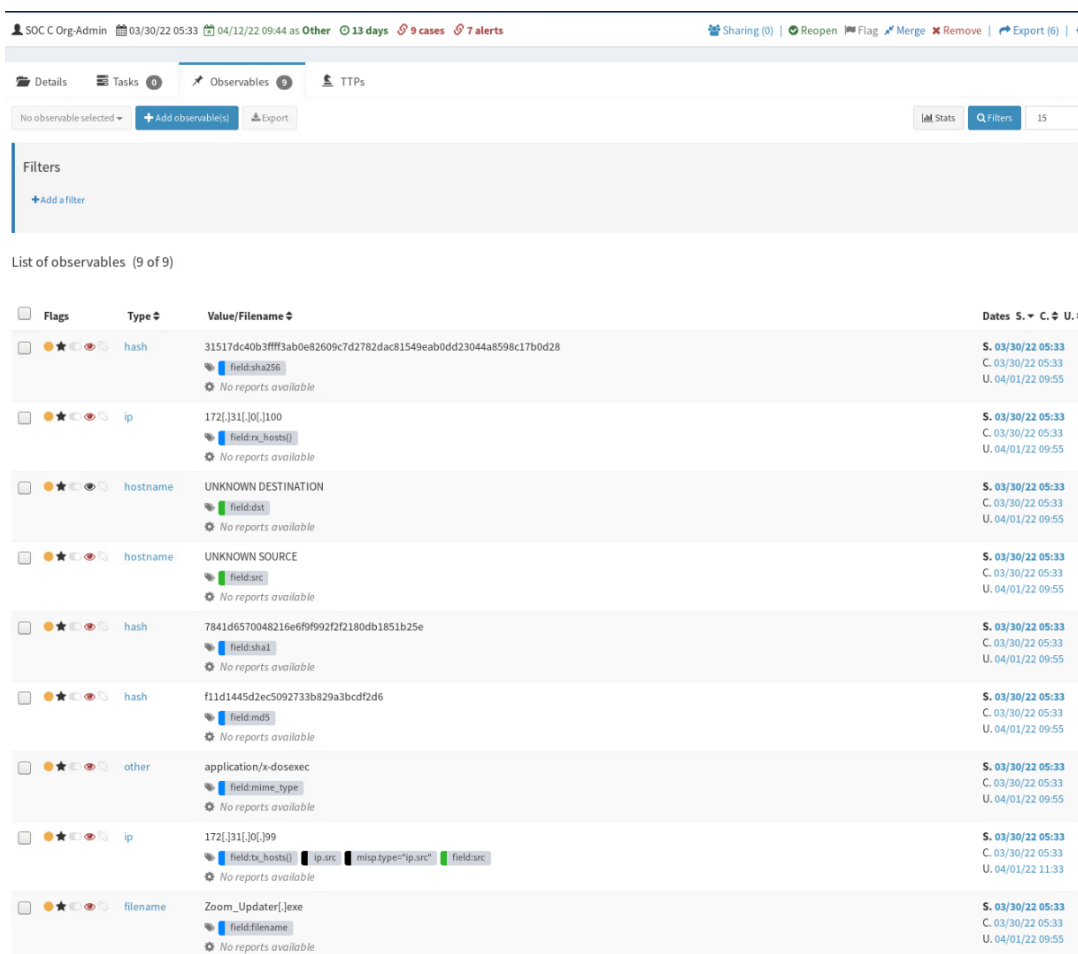 SOC C Org-Admin 03/30/22 05:33 04/12/22 09:44 as Other 13 days 9 cases 7 alerts Sharing (0) | Reopen Flag Merge Remove | Export (6) |
Details Tasks 0 Observables 9 TTPs
No observable selected + Add observable(s) Export Stats Filters 15
Filters
+ Add a filter
List of observables (9 of 9)
Flags Type Value/Filename Dates S. C. U.
hash 31517dc40b3ffff3ab0e82609c7d2782dac81549eab0dd23044a8598c17b0d28 S. 03/30/22 05:33
field:sha256 C. 03/30/22 05:33
No reports available U. 04/01/22 09:55
ip 172[.]31[.]0[.]100 S. 03/30/22 05:33
field:rx_hosts{} C. 03/30/22 05:33
No reports available U. 04/01/22 09:55
hostname UNKNOWN DESTINATION S. 03/30/22 05:33
field:dst C. 03/30/22 05:33
No reports available U. 04/01/22 09:55
hostname UNKNOWN SOURCE S. 03/30/22 05:33
field:src C. 03/30/22 05:33
No reports available U. 04/01/22 09:55
hash 7841d6570048216e6f9f992f2f2180db1851b25e S. 03/30/22 05:33
field:sha1 C. 03/30/22 05:33
No reports available U. 04/01/22 09:55
hash f11d1445d2ec5092733b829a3bcdf2d6 S. 03/30/22 05:33
field:md5 C. 03/30/22 05:33
No reports available U. 04/01/22 09:55
other application/x-dosexec S. 03/30/22 05:33
field:mime_type C. 03/30/22 05:33
No reports available U. 04/01/22 09:55
ip 172[.]31[.]0[.]99 S. 03/30/22 05:33
field:tx_hosts{} ip.src misp.type="ip.src" field:src C. 03/30/22 05:33
No reports available U. 04/01/22 11:33
filename Zoom_Updater[.]exe S. 03/30/22 05:33
field:filename C. 03/30/22 05:33
No reports available U. 04/01/22 09:55